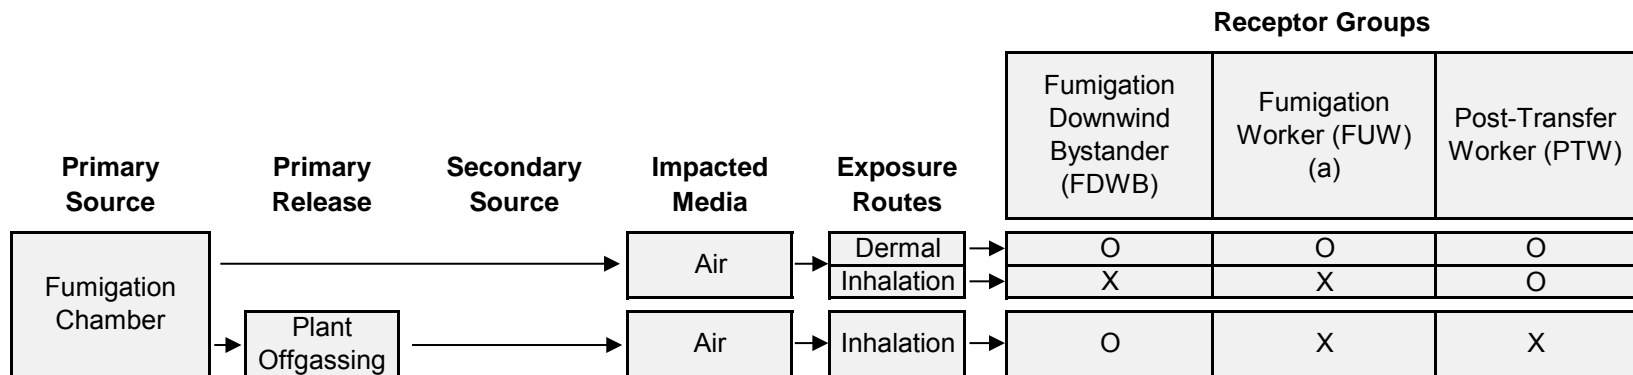 Receptor Groups
Fumigation
Downwind
Bystander
(FDWB)
Fumigation
Worker (FUW)
(a)
Post-Transfer
Worker (PTW)
Primary
Source
Primary
Release
Secondary
Source
Impacted
Media
Exposure
Routes
Fumigation
Chamber
Air
Dermal
O
O
O
Inhalation
X
X
O
Plant
Offgassing
Air
Inhalation
O
X
X